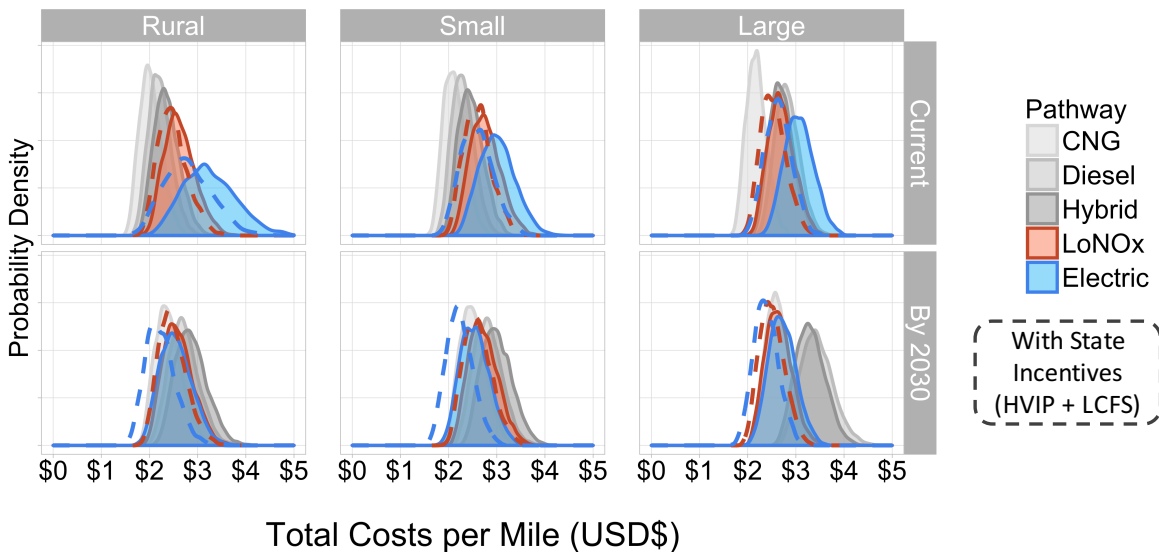 Rural
Small
Large
Current
By 2030
Probability Density
$0 $1 $2 $3 $4 $5
$0 $1 $2 $3 $4 $5
$0 $1 $2 $3 $4 $5
Total Costs per Mile (USD$)
Pathway
CNG
Diesel
Hybrid
LoNOx
Electric
With State
Incentives
(HVIP + LCFS)